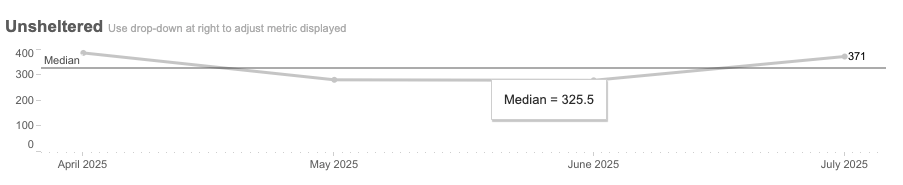 Unsheltered Use drop-down at right to adjust metric displayed
400
Median
371
300
Median = 325.5
200
100
0
April 2025 May 2025 June 2025 July 2025